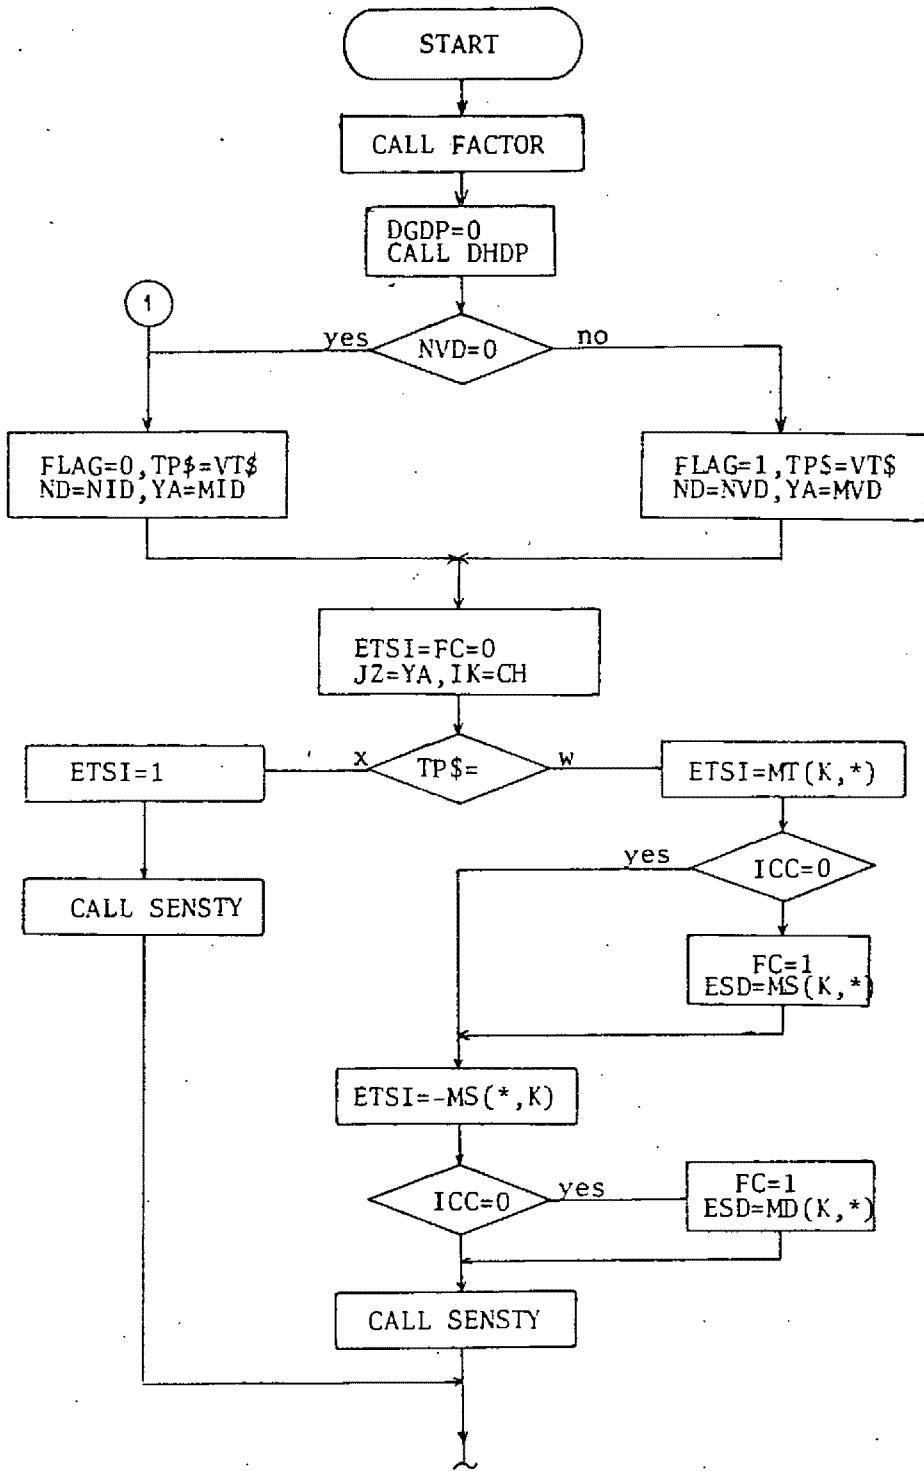 START
CALL FACTOR
DGDP=0
CALL DHDP
1
yes
NVD=0
no
FLAG=0,TP$=VT$
ND=NID,YA=MID
FLAG=1,TP$=VT$
ND=NVD,YA=MVD
ETSI=FC=0
JZ=YA,IK=CH
ETSI=1
x
TP$=
w
ETSI=MT(K,*)
yes
ICC=0
CALL SENSTY
FC=1
ESD=MS(K,*)
ETSI=-MS(*,K)
ICC=0
yes
FC=1
ESD=MD(K,*)
CALL SENSTY